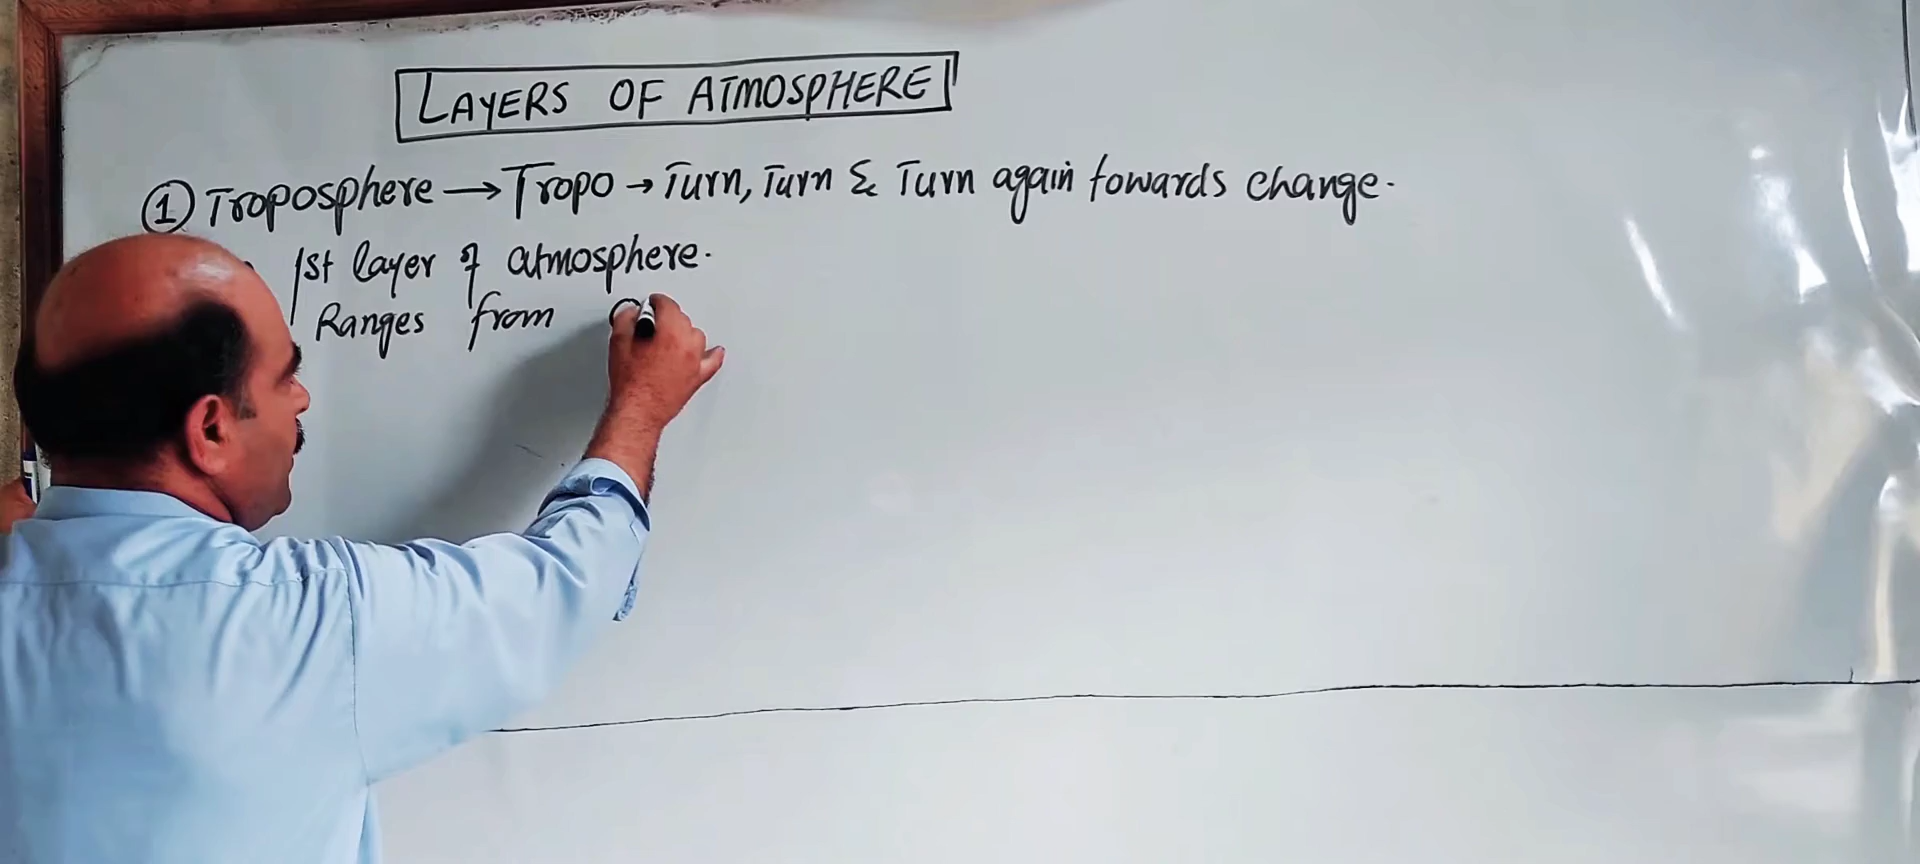 LAYERS OF ATMOSPHERE
① Troposphere → Tropo → Turn, Turn & Turn again towards change.
1st layer of atmosphere.
Ranges from